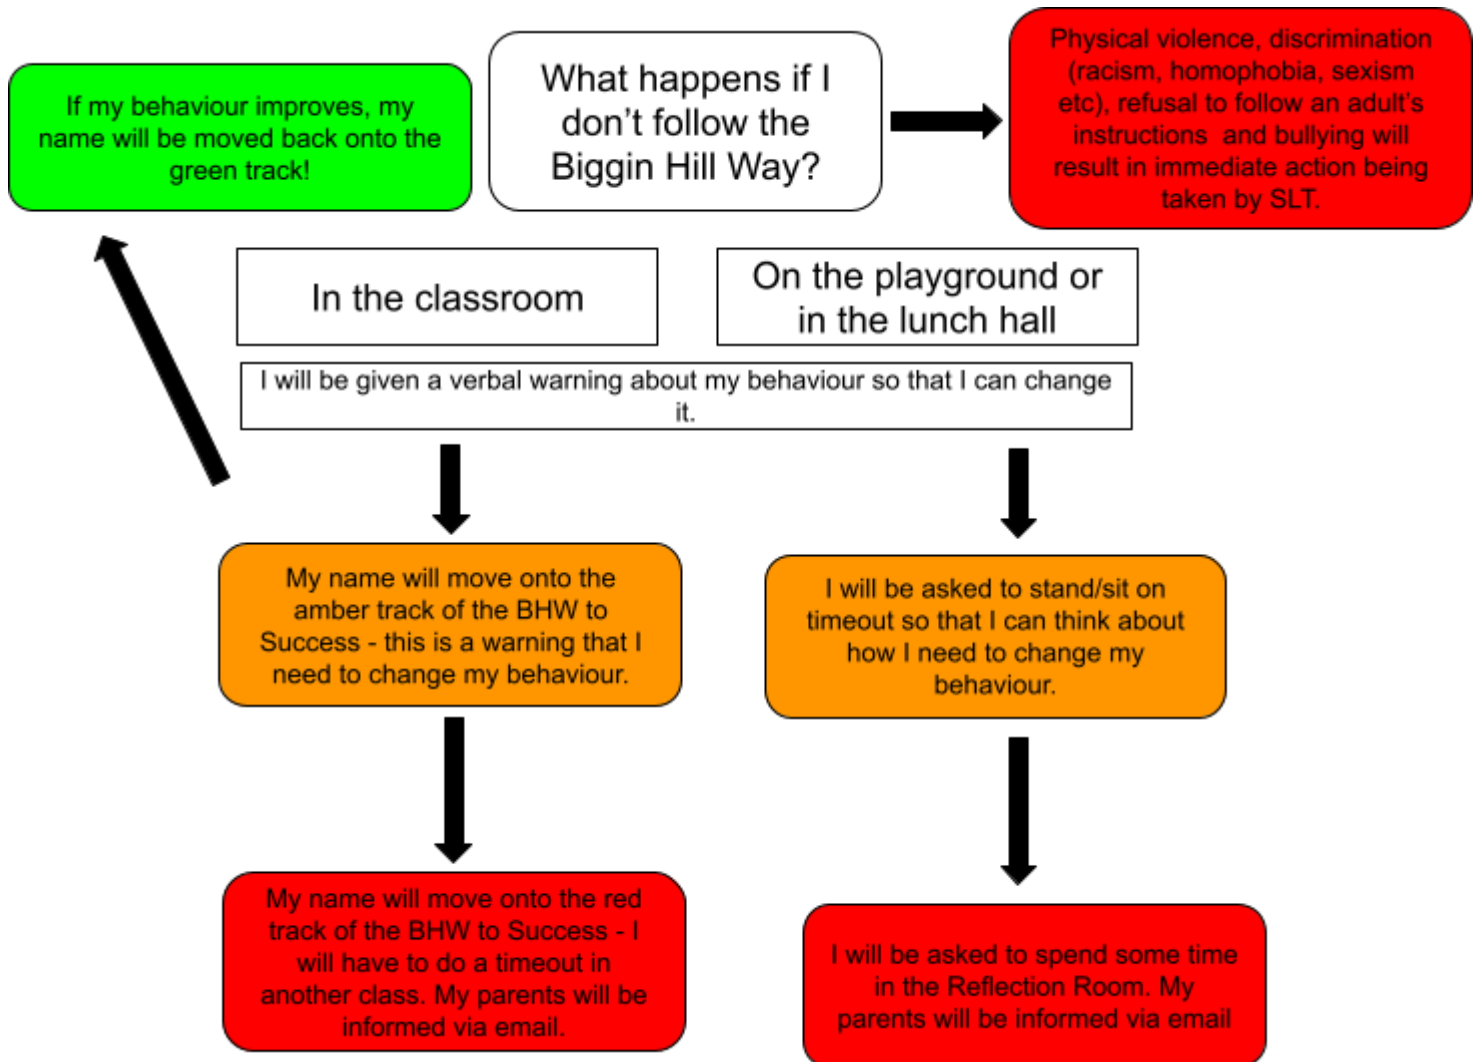 If my behaviour improves, my
name will be moved back onto the
green track!
What happens if I
don’t follow the
Biggin Hill Way?
Physical violence, discrimination
(racism, homophobia, sexism
etc), refusal to follow an adult’s
instructions  and bullying will
result in immediate action being
taken by SLT.
In the classroom
On the playground or
in the lunch hall
I will be given a verbal warning about my behaviour so that I can change
it.
My name will move onto the
amber track of the BHW to
Success - this is a warning that I
need to change my behaviour.
I will be asked to stand/sit on
timeout so that I can think about
how I need to change my
behaviour.
My name will move onto the red
track of the BHW to Success - I
will have to do a timeout in
another class. My parents will be
informed via email.
I will be asked to spend some time
in the Reflection Room. My
parents will be informed via email